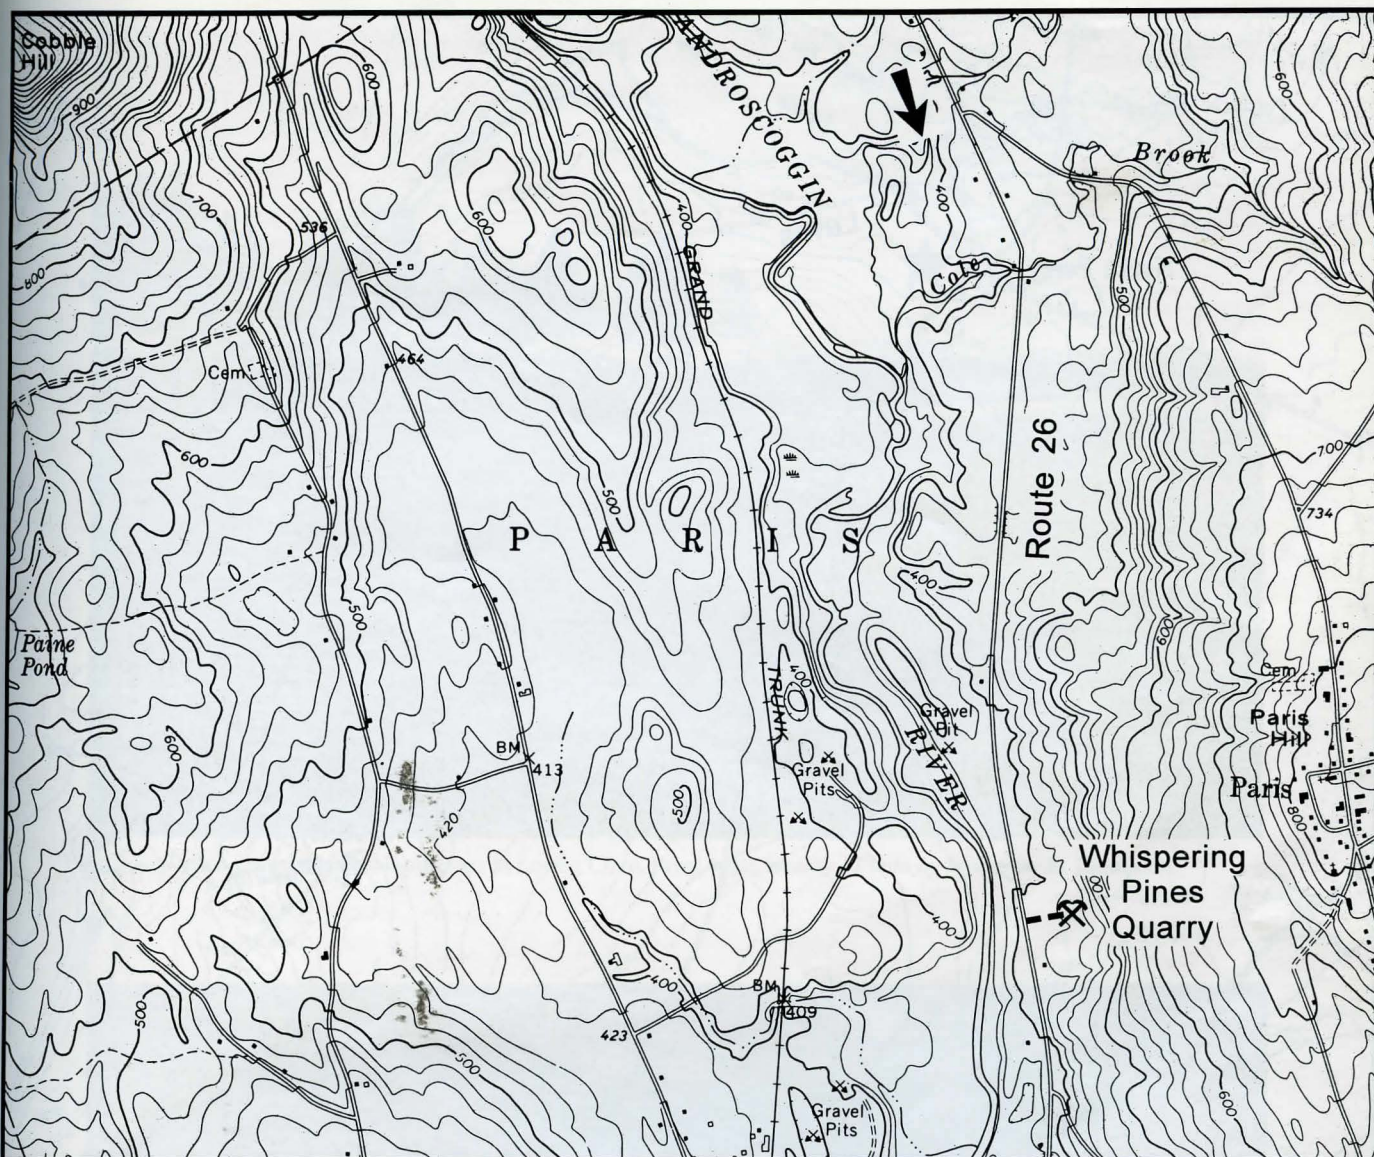 Cobble
Hill
900
600
ANDROSCOGGIN
600
Brook
700
600
536
400
400
GRAND
800
Cole
500
464
Cem
Route 26
600
700
500
734
P A R I S
400
500
600
Paine
Pond
Cem
400
TRUNK
Gravel
Pit
RIVER
Paris
Hill
600
BM
413
Gravel
Pits
Paris
500
800
420
Whispering
Pines
Quarry
00
400
400
BM
409
500
423
500
600
Gravel
Pits